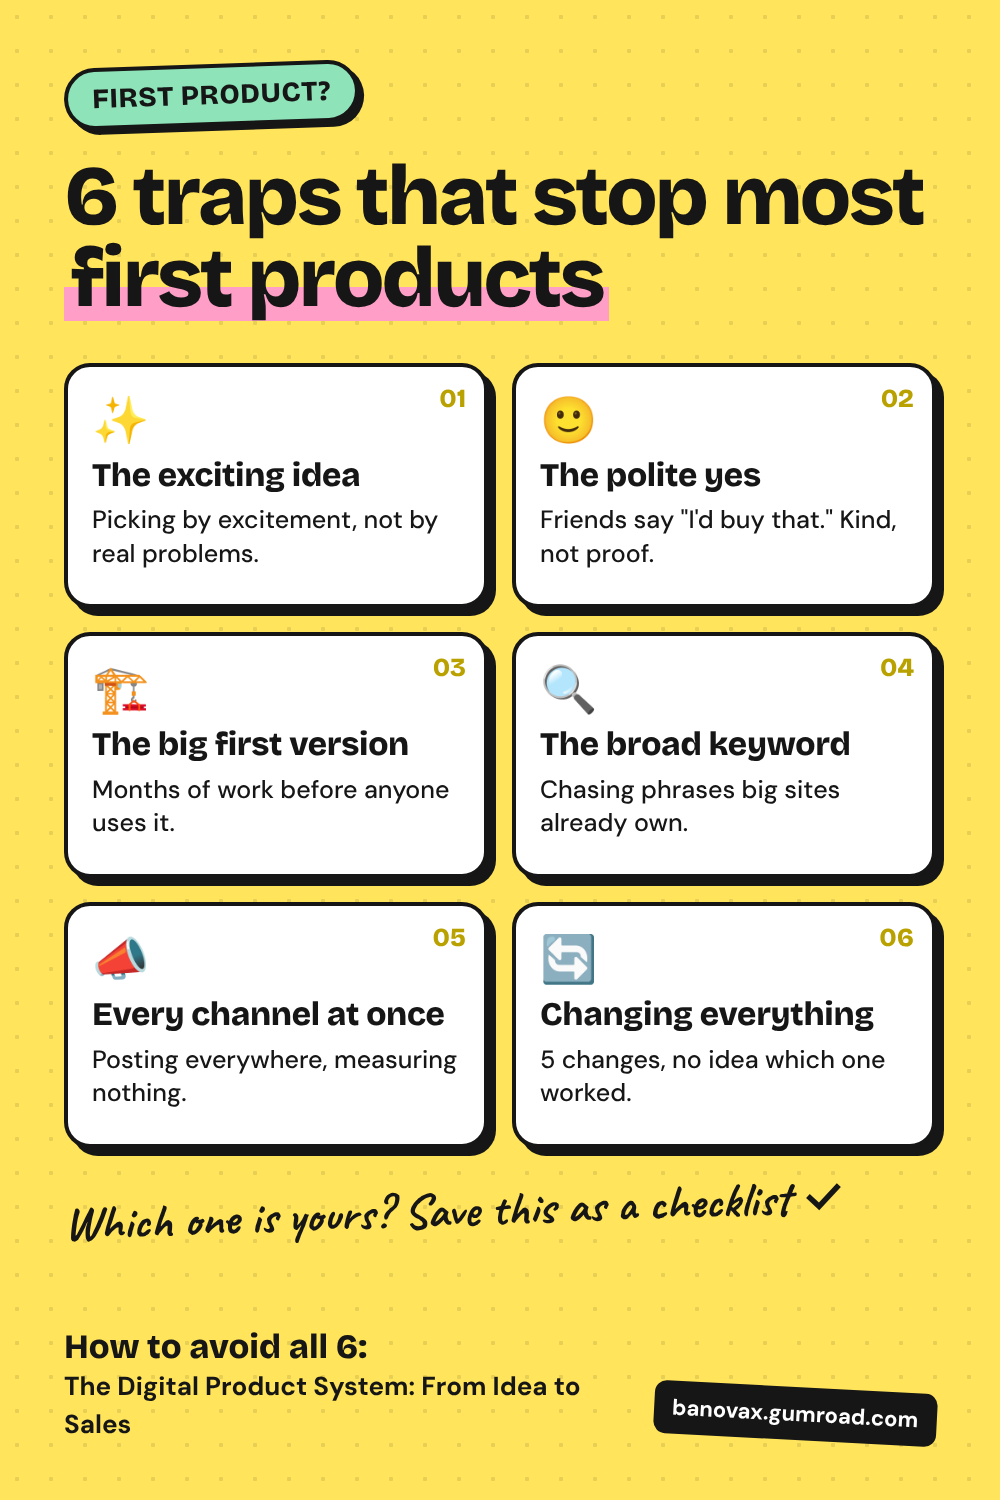 FIRST PRODUCT?
6 traps that stop most
first products
01
The exciting idea
Picking by excitement, not by
real problems.
02
The polite yes
Friends say "I'd buy that." Kind,
not proof.
03
The big first version
Months of work before anyone
uses it.
04
The broad keyword
Chasing phrases big sites
already own.
05
Every channel at once
Posting everywhere, measuring
nothing.
06
Changing everything
5 changes, no idea which one
worked.
Which one is yours? Save this as a checklist ✓
How to avoid all 6:
The Digital Product System: From Idea to
Sales
banovax.gumroad.com